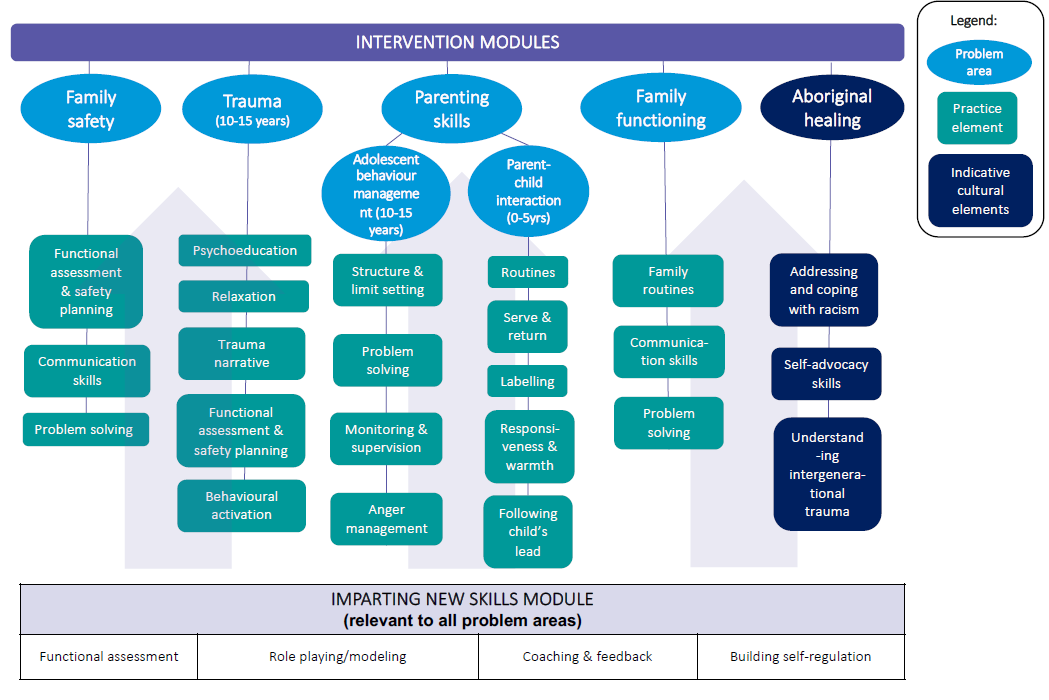 Legend:
INTERVENTION MODULES
Problem
area
Practice
element
Indicative
cultural
elements
Family
safety
Functional
assessment
& safety
planning
Communication
skills
Problem solving
Trauma
(10-15 years)
Psychoeducation
Relaxation
Trauma
narrative
Functional
assessment &
safety planning
Behavioural
activation
Parenting
skills
Adolescent
behaviour
manageme
nt (10-15
years)
Structure &
limit setting
Problem
solving
Monitoring &
supervision
Anger
management
Parent-
child
interaction
(0-5yrs)
Routines
Serve &
return
Labelling
Responsi-
veness &
warmth
Following
child's
lead
Family
functioning
Family
routines
Communica-
tion skills
Problem
solving
Aboriginal
healing
Addressing
and coping
with racism
Self-advocacy
skills
Understand
-ing
intergenera-
tional
trauma
IMPARTING NEW SKILLS MODULE
(relevant to all problem areas)
Functional assessment
Role playing/modeling
Coaching & feedback
Building self-regulation